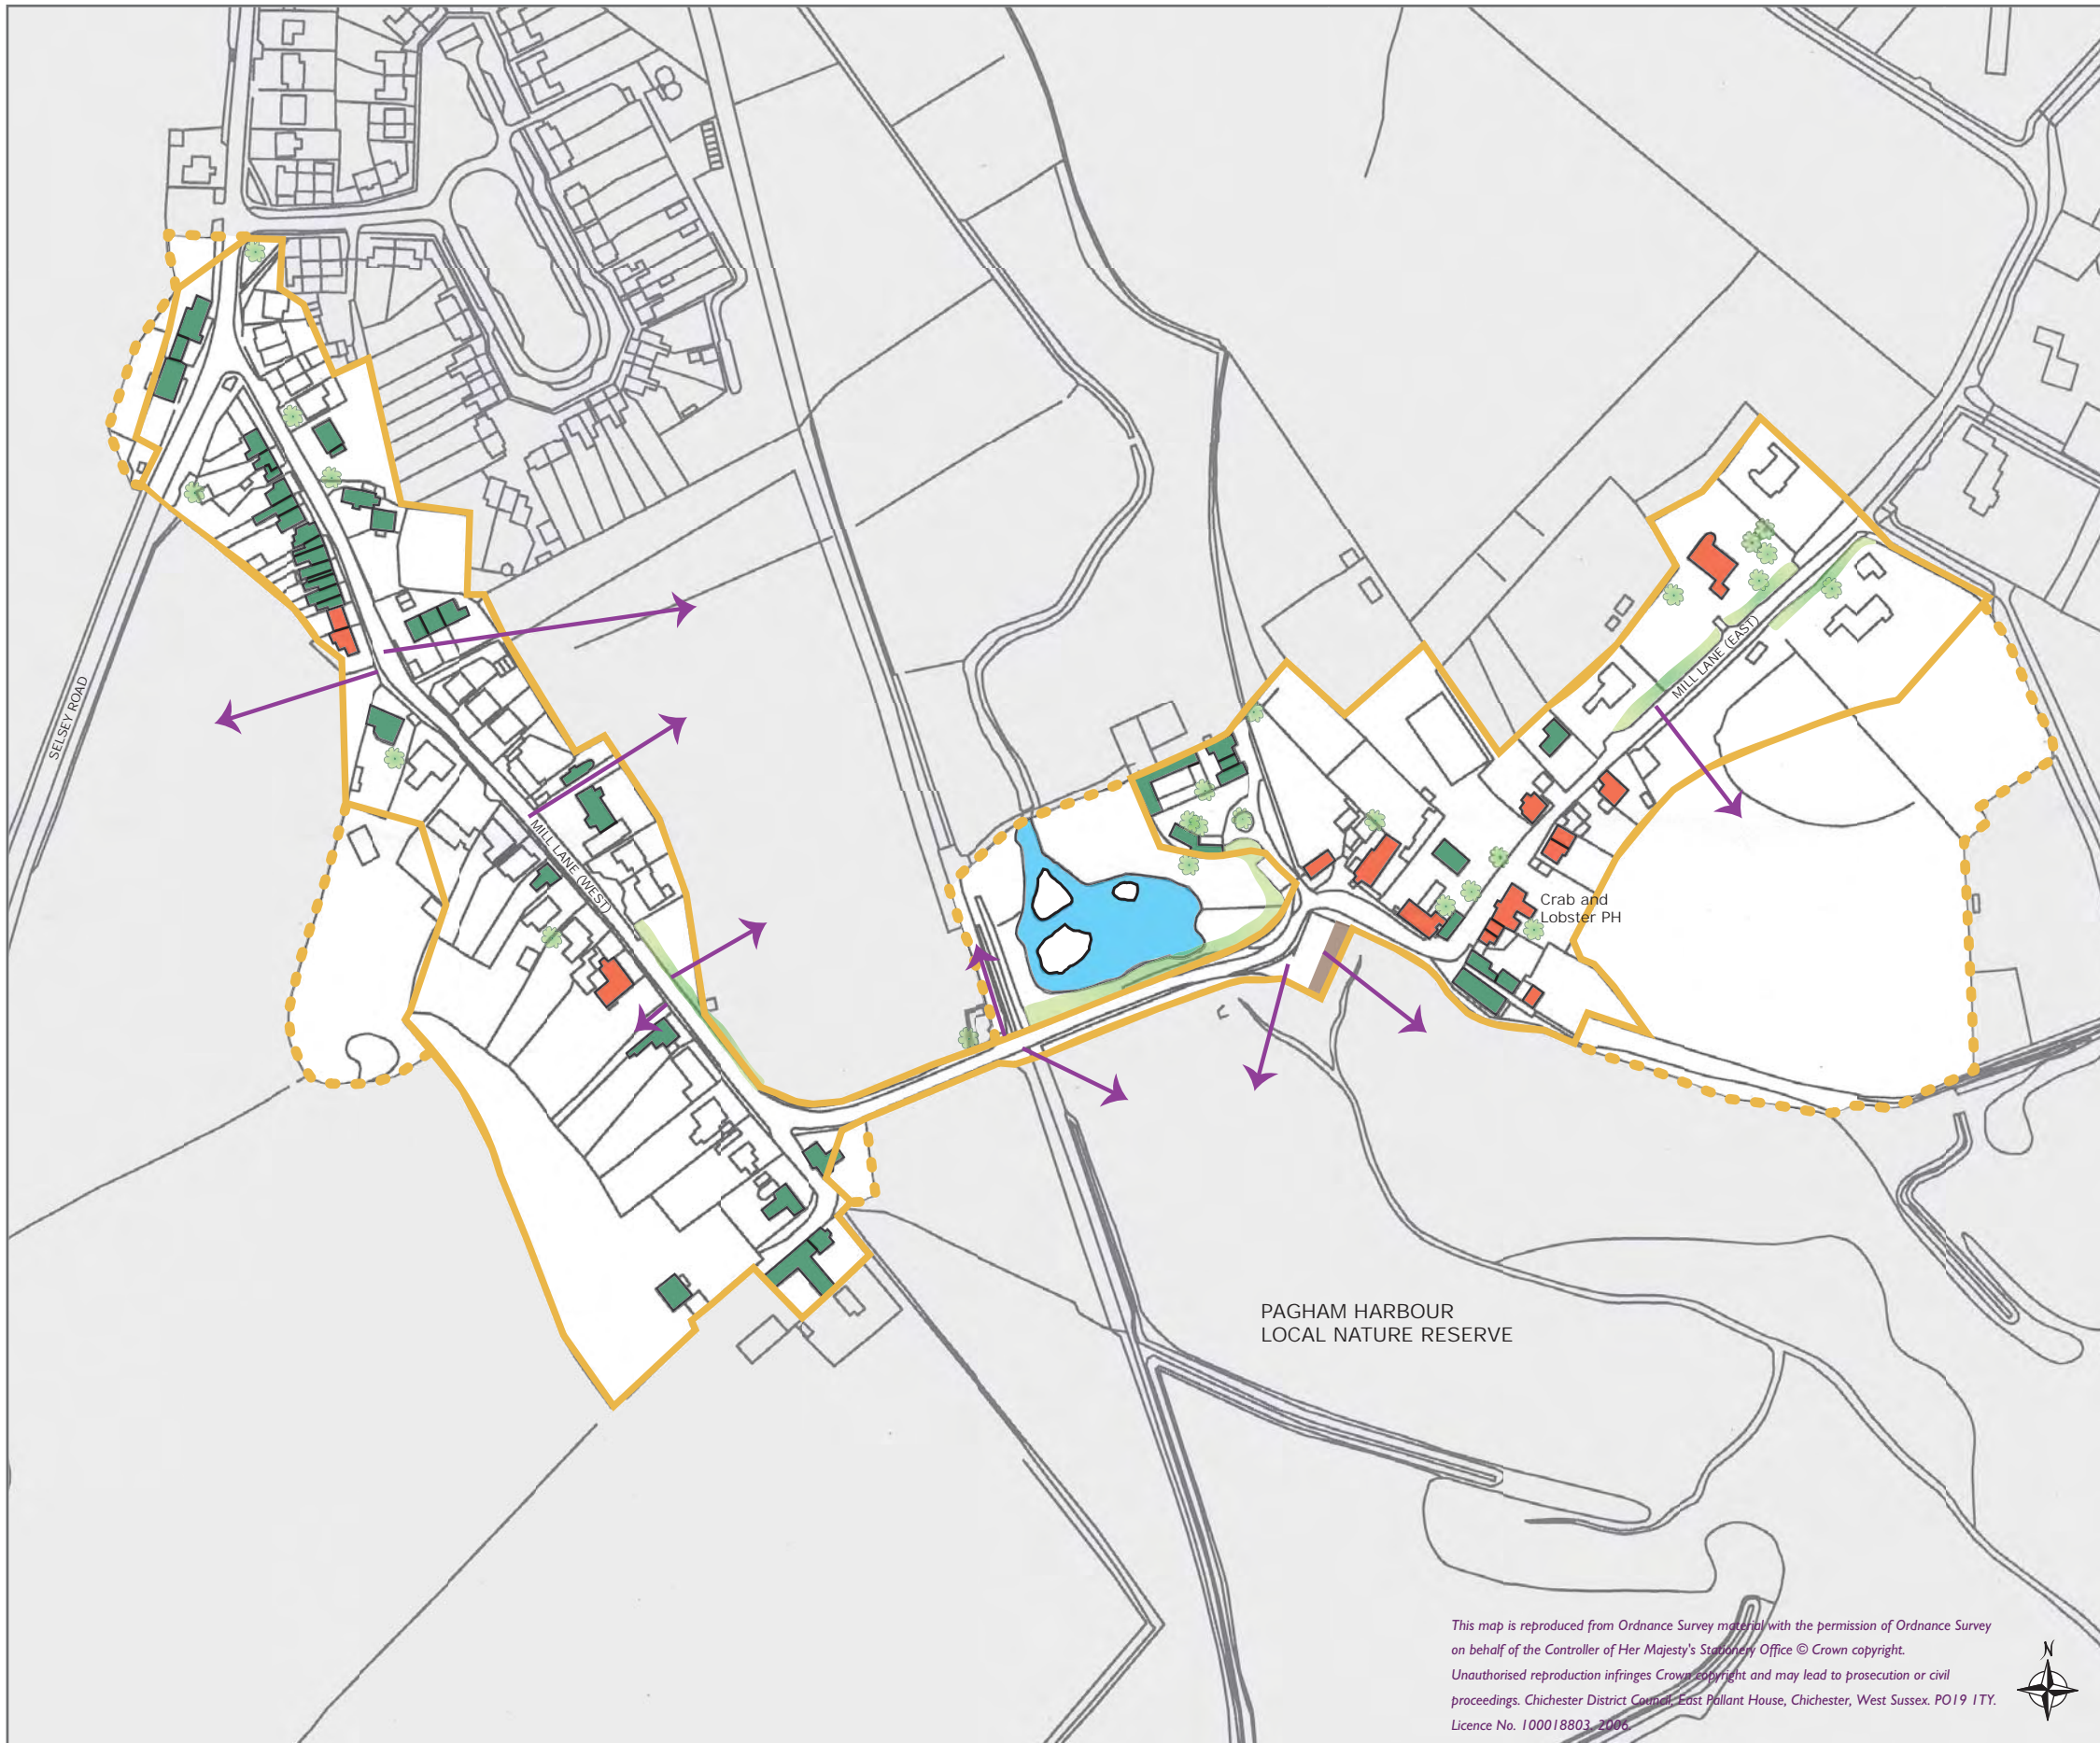 SELSEY ROAD
MILL LANE (WEST)
MILL LANE (EAST)
Crab and
Lobster PH
PAGHAM HARBOUR
LOCAL NATURE RESERVE
This map is reproduced from Ordnance Survey material with the permission of Ordnance Survey
on behalf of the Controller of Her Majesty's Stationery Office © Crown copyright.
Unauthorised reproduction infringes Crown copyright and may lead to prosecution or civil
proceedings. Chichester District Council, East Pallant House, Chichester, West Sussex. PO19 1TY.
Licence No. 100018803. 2006.
N